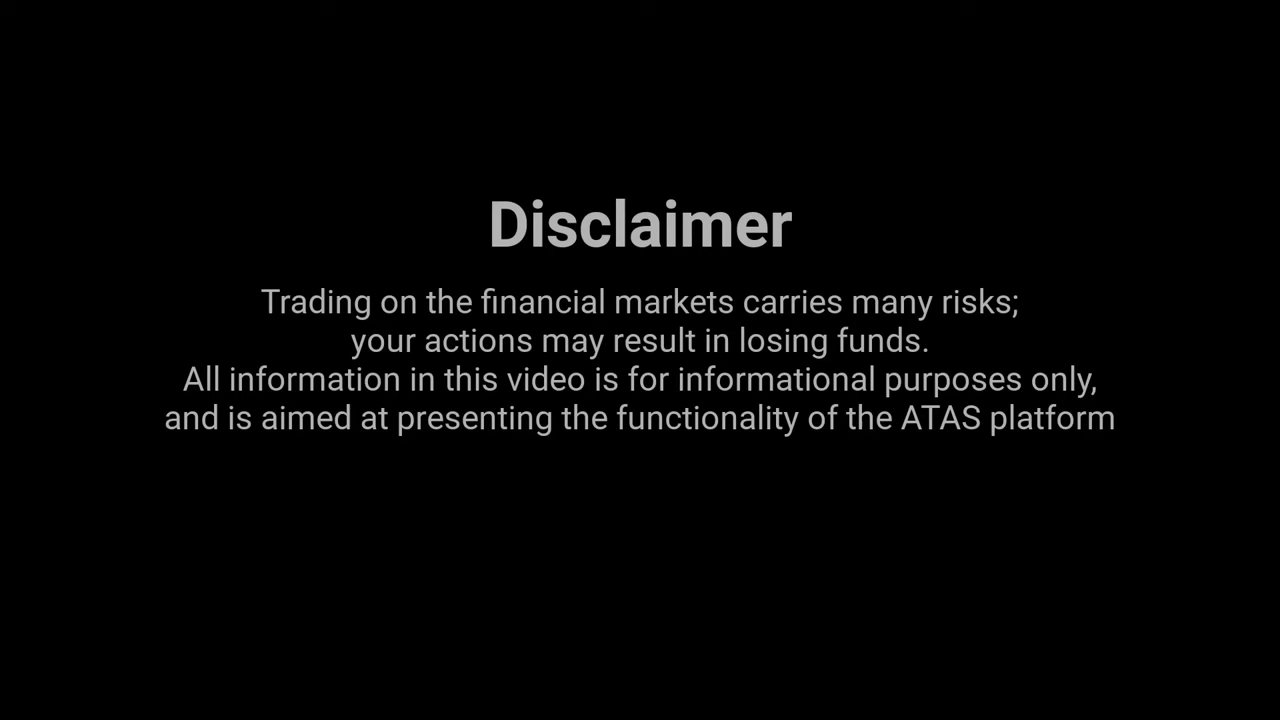 Disclaimer
Trading on the financial markets carries many risks;
your actions may result in losing funds.
All information in this video is for informational purposes only,
and is aimed at presenting the functionality of the ATAS platform